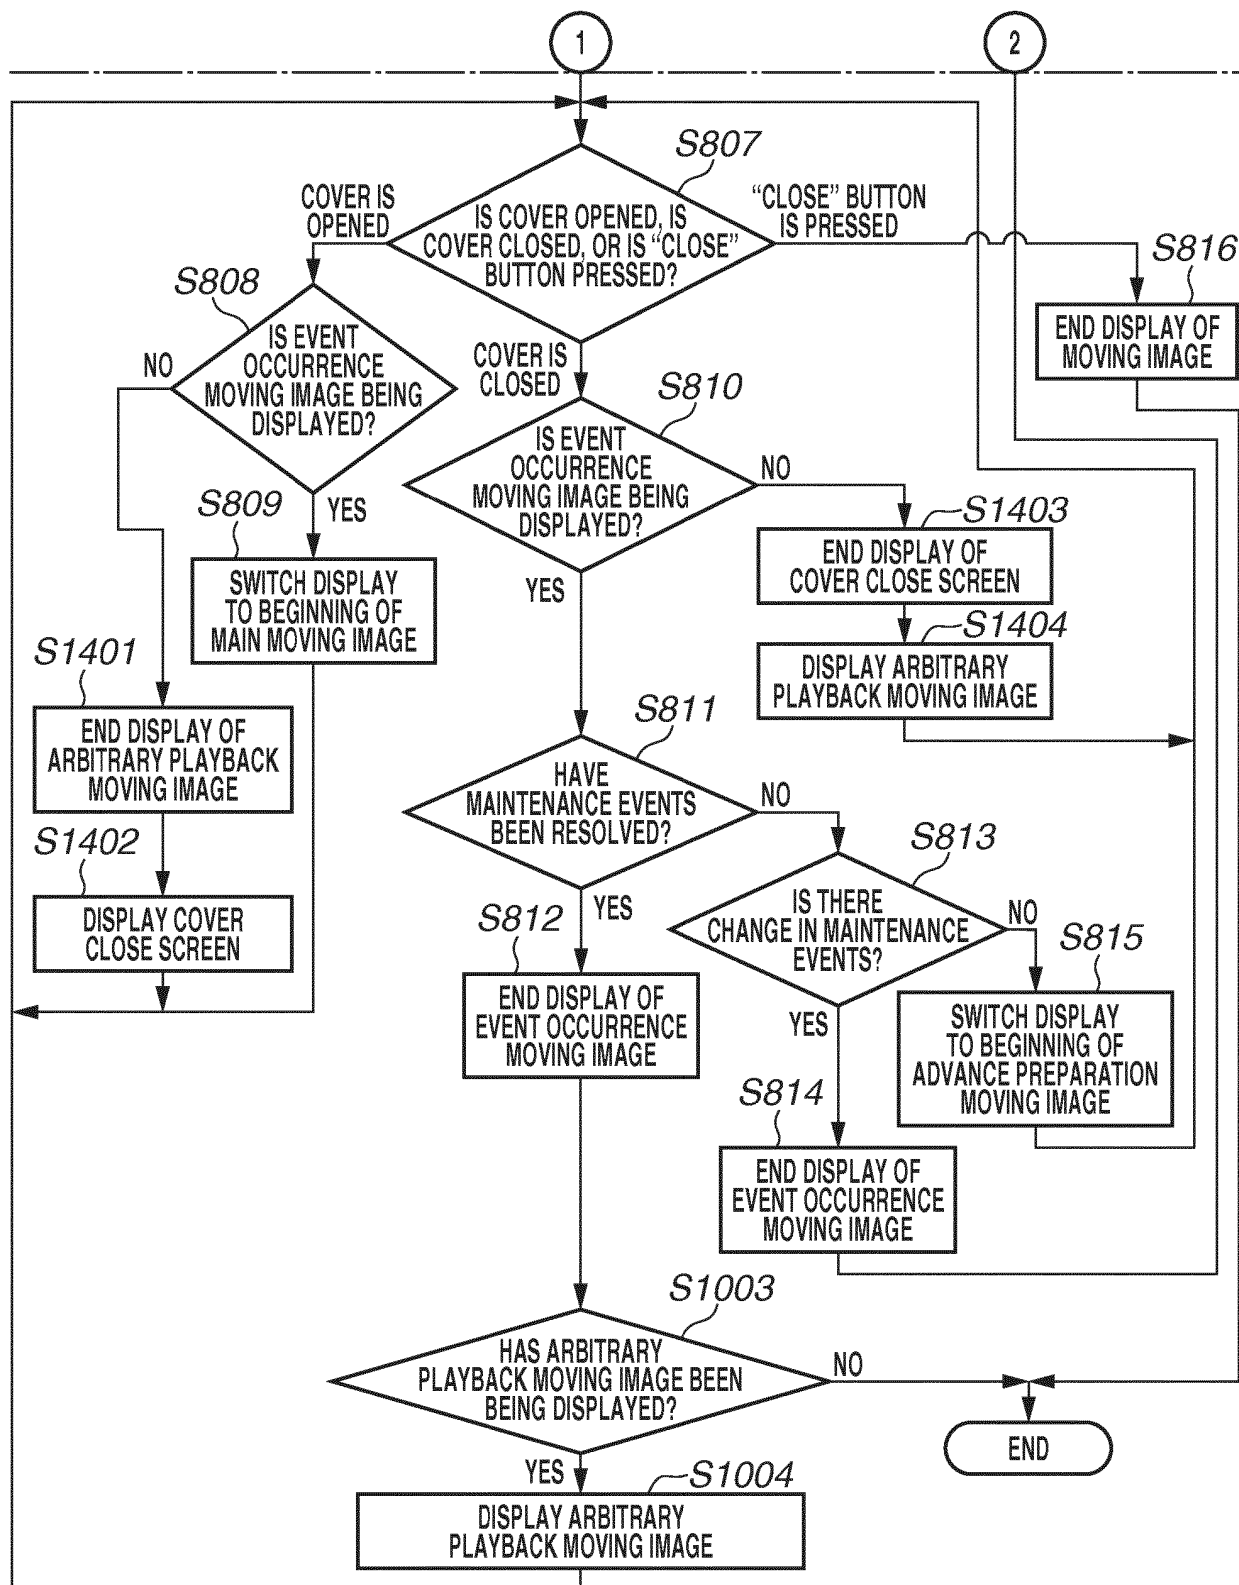 1
2
S807
COVER IS
OPENED
IS COVER OPENED, IS
COVER CLOSED, OR IS “CLOSE”
BUTTON PRESSED?
“CLOSE” BUTTON
IS PRESSED
S816
END DISPLAY OF
MOVING IMAGE
S808
IS EVENT
OCCURRENCE
MOVING IMAGE BEING
DISPLAYED?
NO
YES
COVER IS
CLOSED
S810
IS EVENT
OCCURRENCE
MOVING IMAGE BEING
DISPLAYED?
NO
YES
S809
SWITCH DISPLAY
TO BEGINNING OF
MAIN MOVING IMAGE
S1403
END DISPLAY OF
COVER CLOSE SCREEN
S1404
DISPLAY ARBITRARY
PLAYBACK MOVING IMAGE
S1401
END DISPLAY OF
ARBITRARY PLAYBACK
MOVING IMAGE
S1402
DISPLAY COVER
CLOSE SCREEN
S811
HAVE
MAINTENANCE EVENTS
BEEN RESOLVED?
NO
YES
S813
IS THERE
CHANGE IN MAINTENANCE
EVENTS?
NO
YES
S812
END DISPLAY OF
EVENT OCCURRENCE
MOVING IMAGE
S815
SWITCH DISPLAY
TO BEGINNING OF
ADVANCE PREPARATION
MOVING IMAGE
S814
END DISPLAY OF
EVENT OCCURRENCE
MOVING IMAGE
S1003
HAS ARBITRARY
PLAYBACK MOVING IMAGE BEEN
BEING DISPLAYED?
NO
YES
END
S1004
DISPLAY ARBITRARY
PLAYBACK MOVING IMAGE